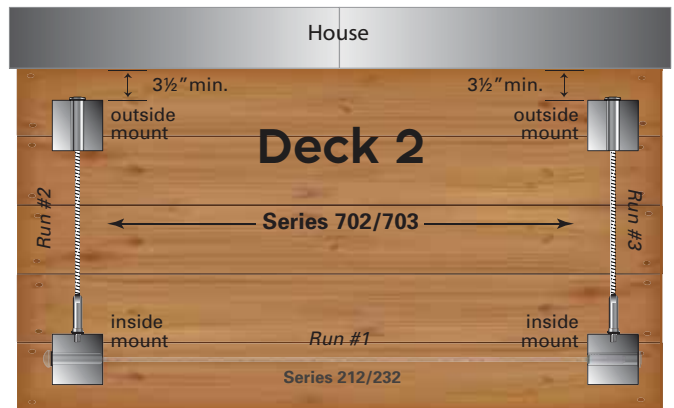 House
3½” min.
3½” min.
outside
mount
outside
mount
Deck 2
Run #2
Series 702/703
Run #3
inside
mount
Run #1
inside
mount
Series 212/232